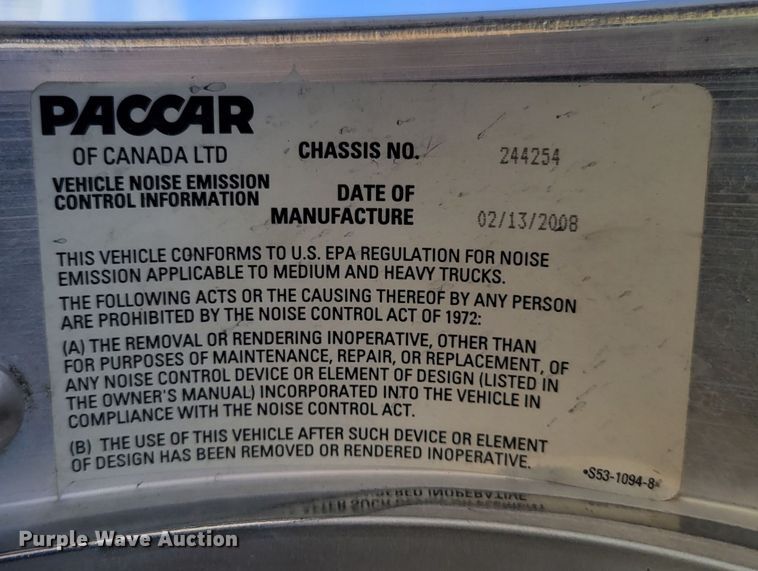 PACCAR
OF CANADA LTD
VEHICLE NOISE EMISSION
CONTROL INFORMATION
CHASSIS NO. 244254
DATE OF
MANUFACTURE 02/13/2008
THIS VEHICLE CONFORMS TO U.S. EPA REGULATION FOR NOISE
EMISSION APPLICABLE TO MEDIUM AND HEAVY TRUCKS.
THE FOLLOWING ACTS OR THE CAUSING THEREOF BY ANY PERSON
ARE PROHIBITED BY THE NOISE CONTROL ACT OF 1972:
(A) THE REMOVAL OR RENDERING INOPERATIVE, OTHER THAN
FOR PURPOSES OF MAINTENANCE, REPAIR, OR REPLACEMENT, OF
ANY NOISE CONTROL DEVICE OR ELEMENT OF DESIGN (LISTED IN
THE OWNER'S MANUAL) INCORPORATED INTO THE VEHICLE IN
COMPLIANCE WITH THE NOISE CONTROL ACT.
(B) THE USE OF THIS VEHICLE AFTER SUCH DEVICE OR ELEMENT
OF DESIGN HAS BEEN REMOVED OR RENDERED INOPERATIVE.
•S53-1094-8•
Purple Wave Auction